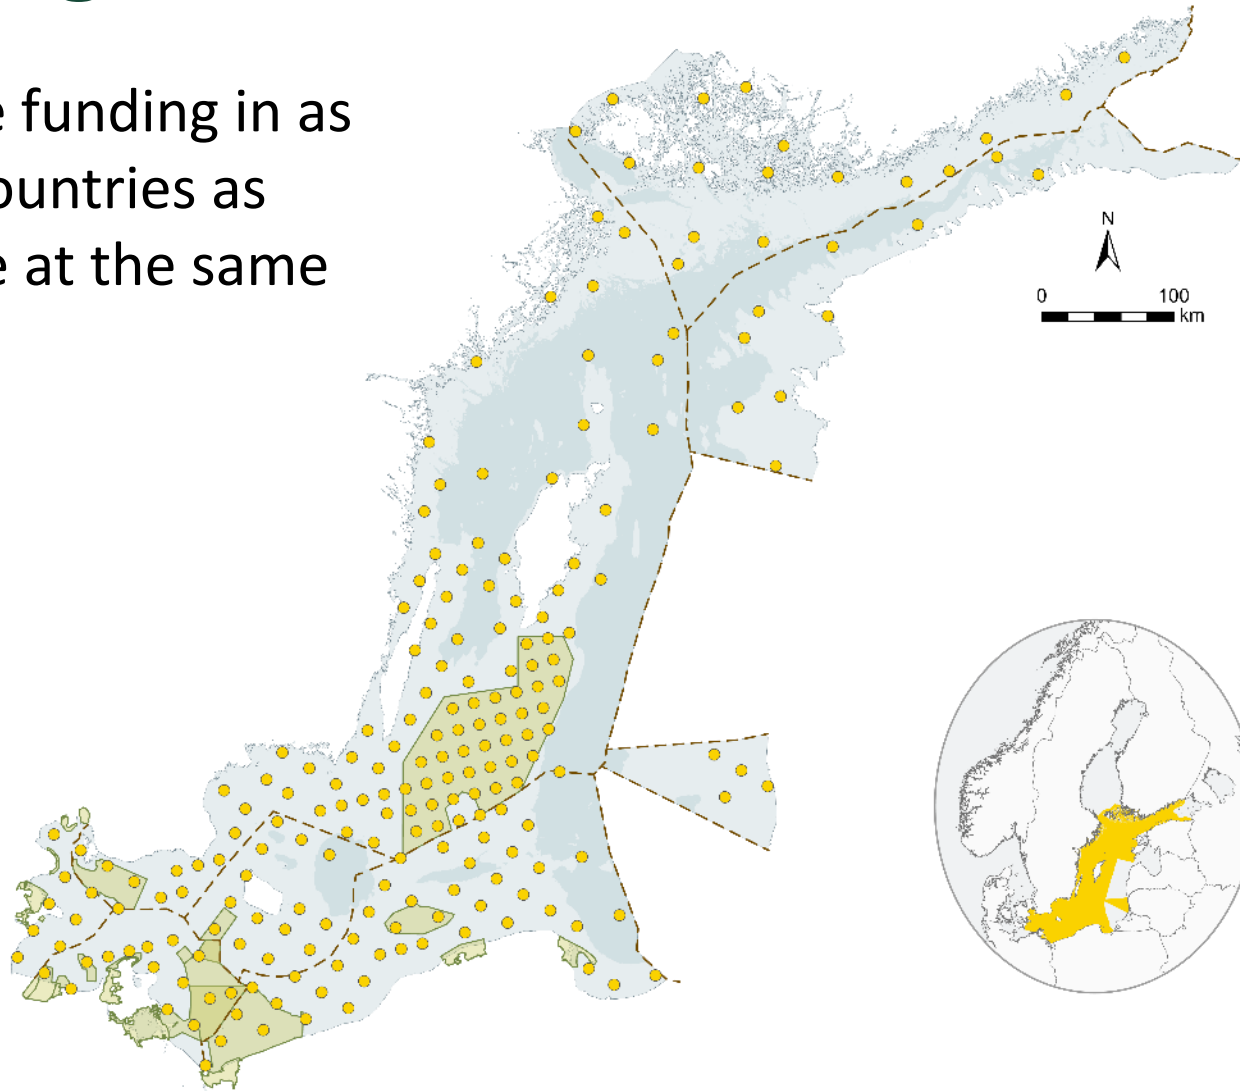 e funding in as
ountries as
e at the same
N
0 100
km